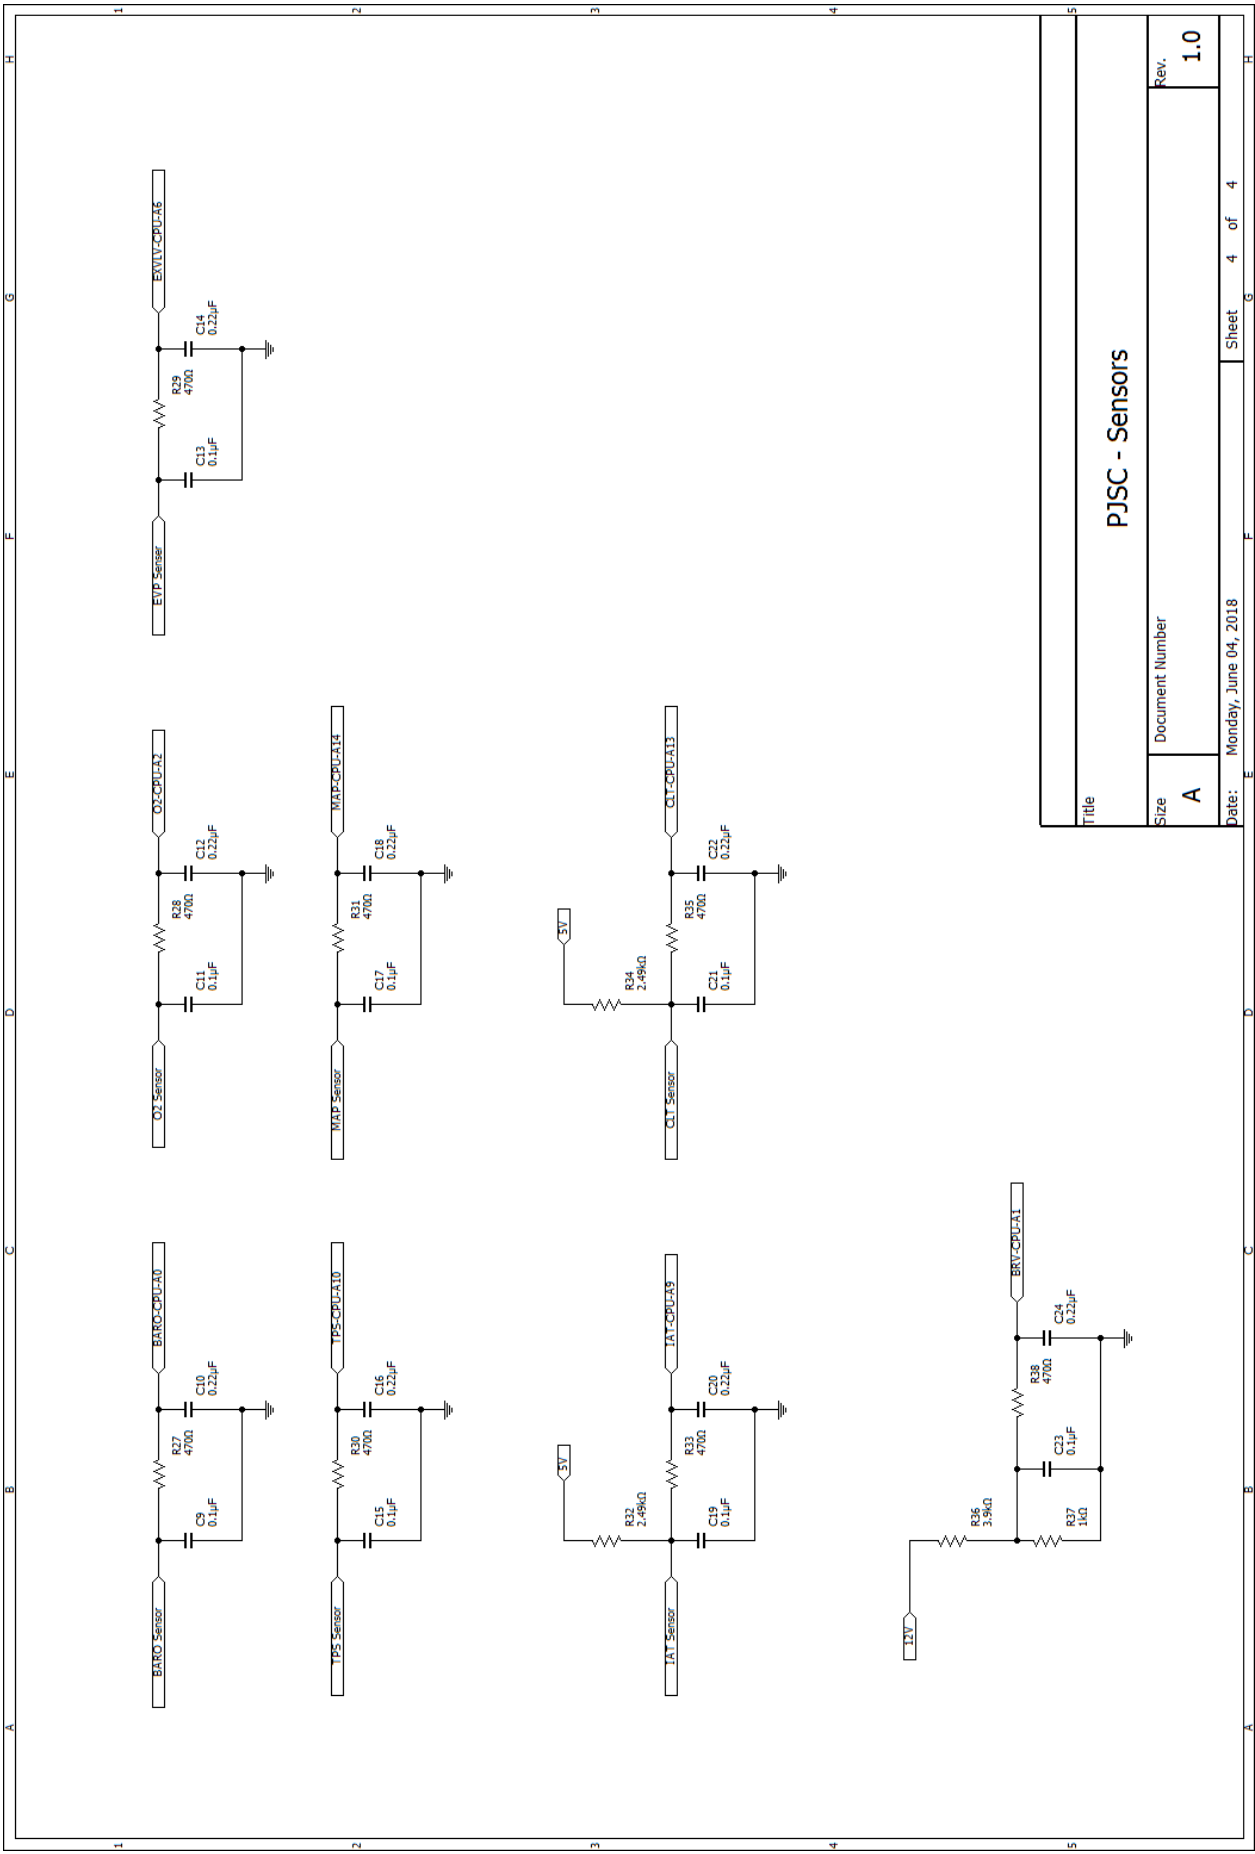 A B C D E F G H
1 1
BARO Sensor
C9
0.1µF
R27
470Ω
C10
0.22µF
BARO-CPU-A0
O2 Sensor
C11
0.1µF
R28
470Ω
C12
0.22µF
O2-CPU-A2
EVP Senser
C13
0.1µF
R29
470Ω
C14
0.22µF
EXVLV-CPU-A6
2 2
TPS Sensor
C15
0.1µF
R30
470Ω
C16
0.22µF
TPS-CPU-A10
MAP Sensor
C17
0.1µF
R31
470Ω
C18
0.22µF
MAP-CPU-A14
3 3
5V
R32
2.49kΩ
IAT Sensor
C19
0.1µF
R33
470Ω
C20
0.22µF
IAT-CPU-A9
5V
R34
2.49kΩ
CLT Sensor
C21
0.1µF
R35
470Ω
C22
0.22µF
CLT-CPU-A13
4 4
12V
R36
3.9kΩ
R37
1kΩ
C23
0.1µF
R38
470Ω
C24
0.22µF
BRV-CPU-A1
5 5
Title
PJSC - Sensors
Size
A
Document Number
Rev.
1.0
Date: Monday, June 04, 2018
Sheet 4 of 4
A B C D E F G H